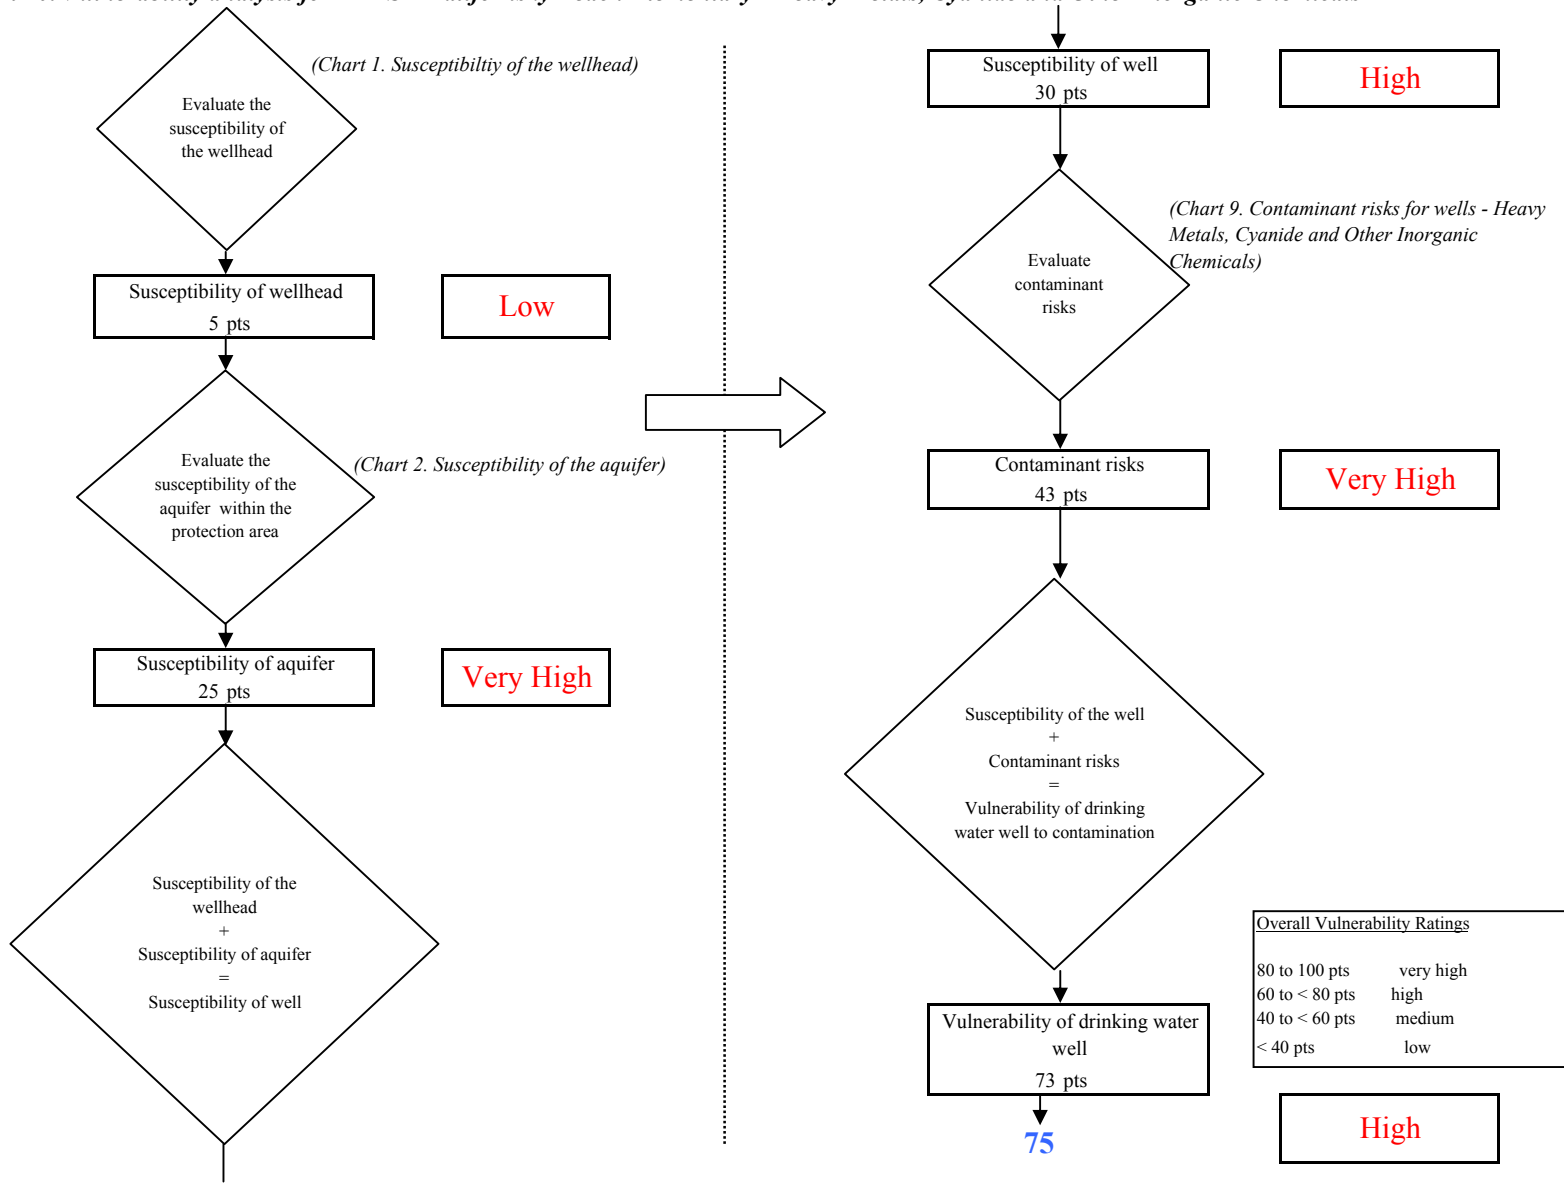 (Chart 1. Susceptibiltiy of the wellhead)
Evaluate the
susceptibility of
the wellhead
Susceptibility of wellhead
5 pts
Low
Evaluate the
susceptibility of the
aquifer within the
protection area
(Chart 2. Susceptibility of the aquifer)
Susceptibility of aquifer
25 pts
Very High
Susceptibility of the
wellhead
+
Susceptibility of aquifer
=
Susceptibility of well
Susceptibility of well
30 pts
High
(Chart 9. Contaminant risks for wells - Heavy
Metals, Cyanide and Other Inorganic
Chemicals)
Evaluate
contaminant
risks
Contaminant risks
43 pts
Very High
Susceptibility of the well
+
Contaminant risks
=
Vulnerability of drinking
water well to contamination
Overall Vulnerability Ratings
80 to 100 pts very high
60 to < 80 pts high
40 to < 60 pts medium
< 40 pts low
Vulnerability of drinking water
well
73 pts
75
High